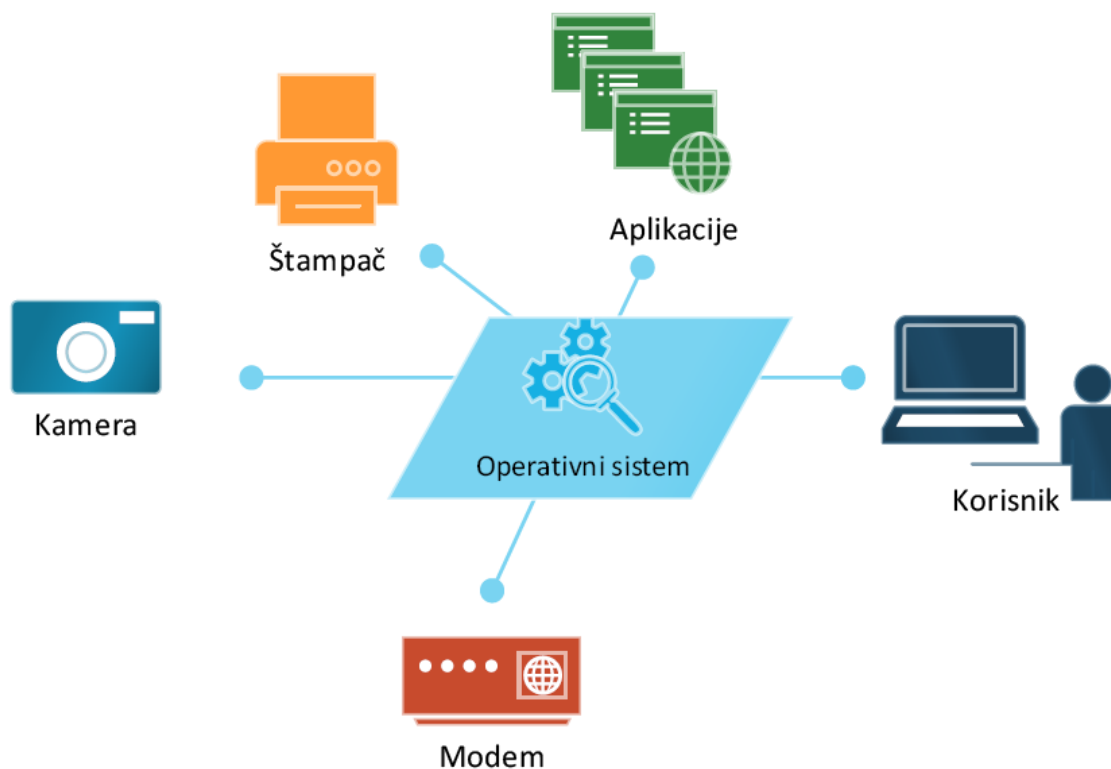 Aplikacije
Štampač
Kamera
Operativni sistem
Korisnik
Modem